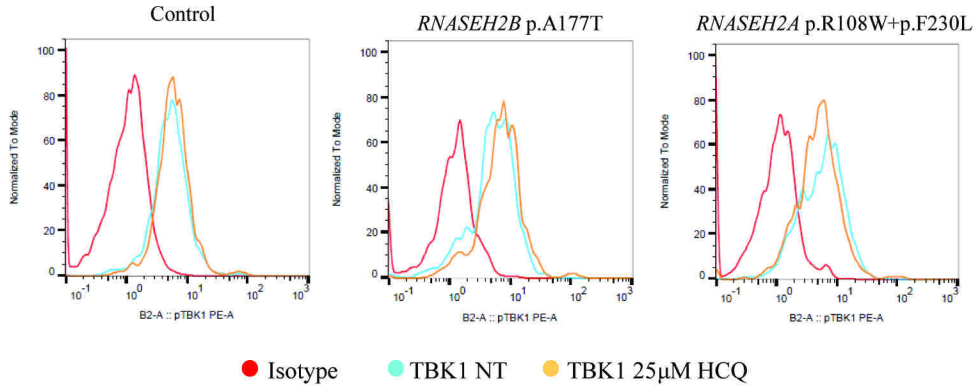 Control
RNASEH2B p.A177T
RNASEH2A p.R108W+p.F230L
Normalized To Mode
100
80
60
40
20
0
10^-1
10^0
10^1
10^2
10^3
B2-A :: pTBK1 PE-A
Normalized To Mode
100
80
60
40
20
0
10^-1
10^0
10^1
10^2
10^3
B2-A :: pTBK1 PE-A
Normalized To Mode
100
80
60
40
20
0
10^-1
10^0
10^1
10^2
10^3
B2-A :: pTBK1 PE-A
Isotype
TBK1 NT
TBK1 25μM HCQ